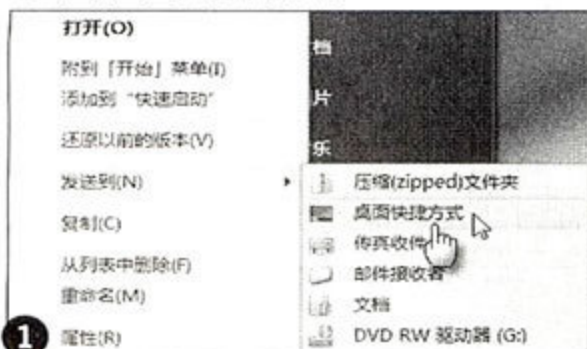 打开(O)
附到「开始」菜单(I)
添加到“快速启动”
还原以前的版本(V)
发送到(N)
复制(C)
从列表中删除(F)
重命名(M)
属性(R)
档
片
乐
压缩(zipped)文件夹
桌面快捷方式
传真收件
邮件接收者
文档
DVD RW 驱动器 (G:)
1